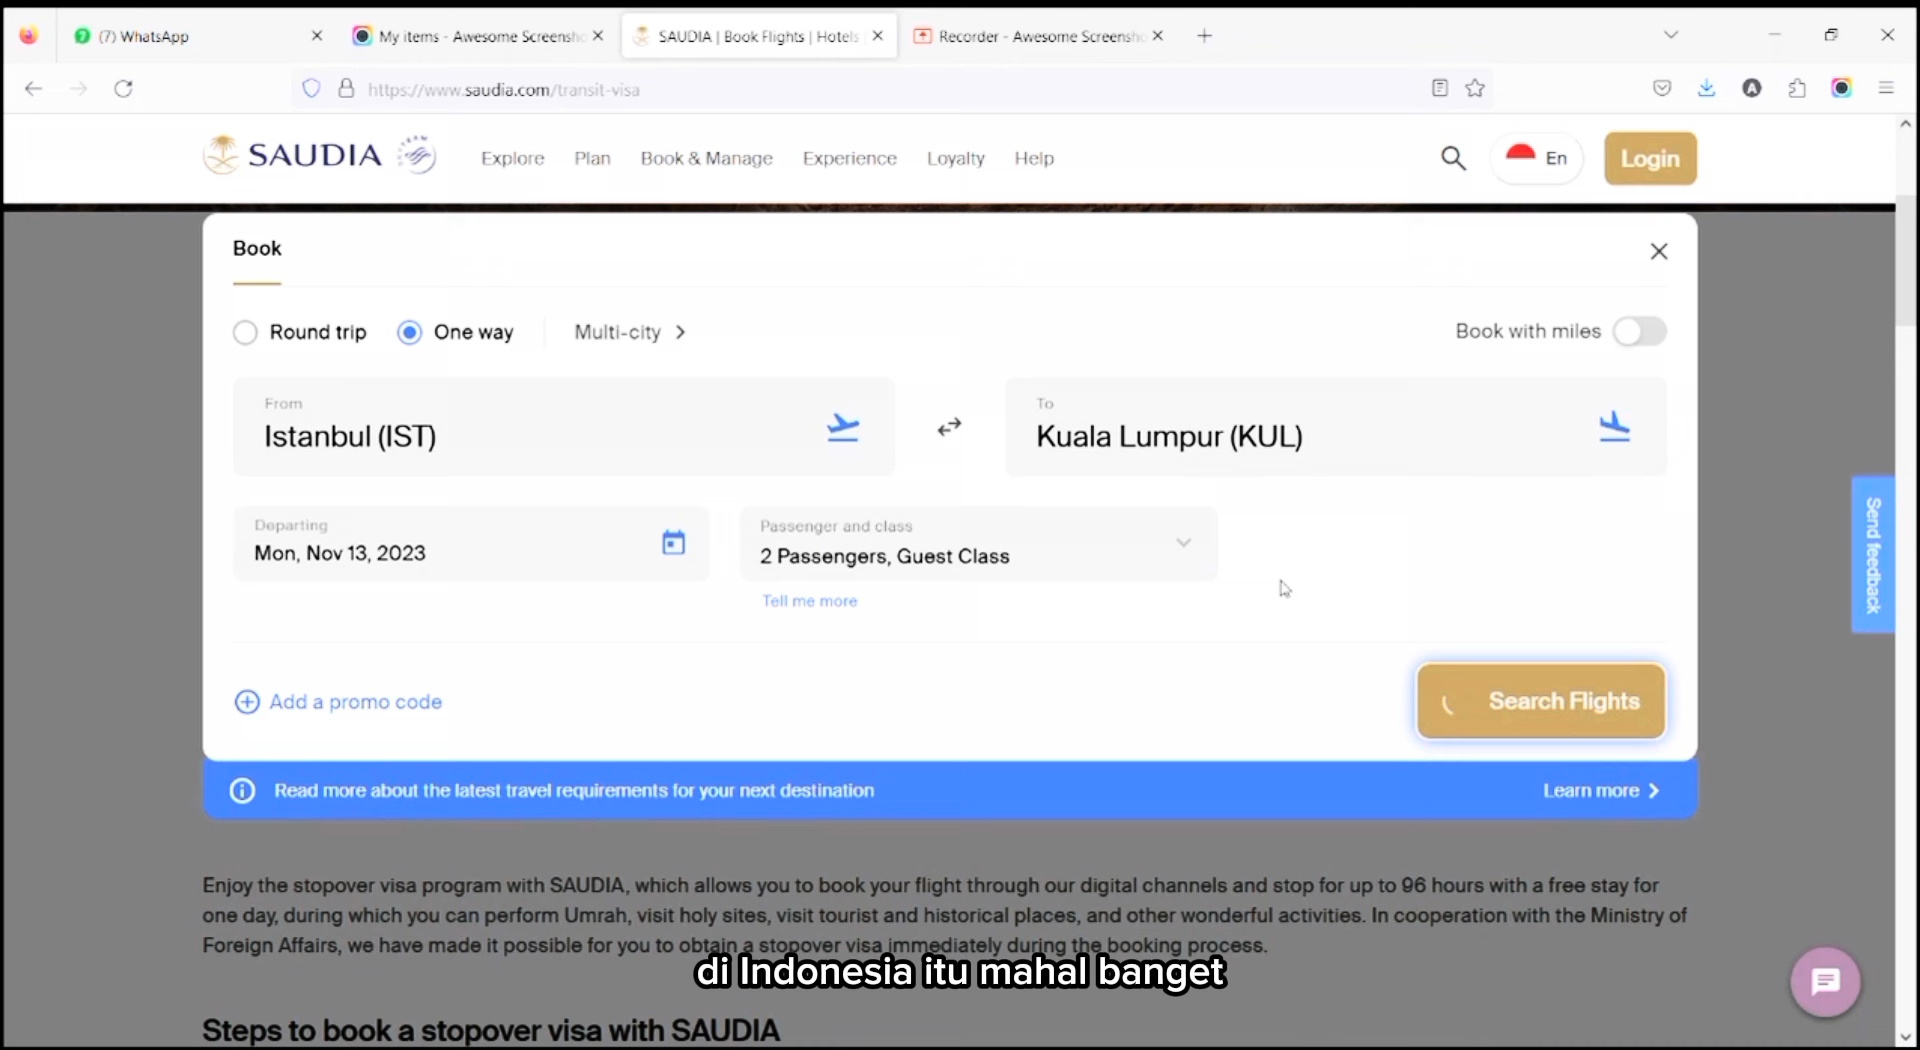 (7) WhatsApp
My items - Awesome Screensho
SAUDIA | Book Flights | Hotels
Recorder - Awesome Screensho
https://www.saudia.com/transit-visa
SAUDIA
Explore
Plan
Book & Manage
Experience
Loyalty
Help
En
Login
Book
Round trip
One way
Multi-city
Book with miles
From
Istanbul (IST)
To
Kuala Lumpur (KUL)
Departing
Mon, Nov 13, 2023
Passenger and class
2 Passengers, Guest Class
Tell me more
Send feedback
Add a promo code
Search Flights
Read more about the latest travel requirements for your next destination
Learn more
Enjoy the stopover visa program with SAUDIA, which allows you to book your flight through our digital channels and stop for up to 96 hours with a free stay for
one day, during which you can perform Umrah, visit holy sites, visit tourist and historical places, and other wonderful activities. In cooperation with the Ministry of
Foreign Affairs, we have made it possible for you to obtain a stopover visa immediately during the booking process.
di Indonesia itu mahal banget
Steps to book a stopover visa with SAUDIA